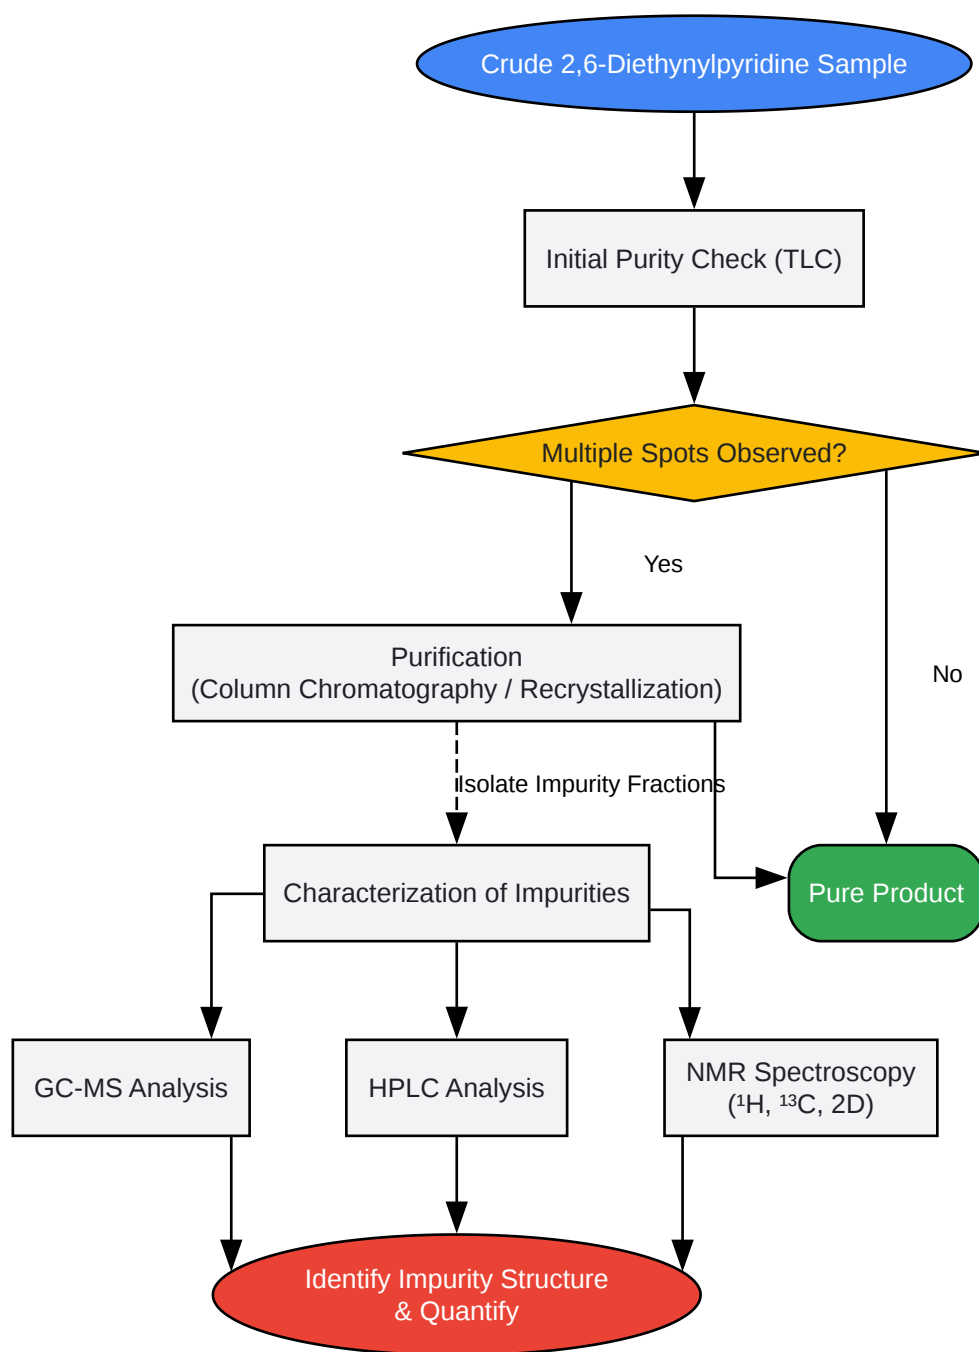 Crude 2,6-Diethynylpyridine Sample
Initial Purity Check (TLC)
Multiple Spots Observed?
Yes
No
Purification
(Column Chromatography / Recrystallization)
Isolate Impurity Fractions
Characterization of Impurities
Pure Product
GC-MS Analysis
HPLC Analysis
NMR Spectroscopy
(¹H, ¹³C, 2D)
Identify Impurity Structure
& Quantify